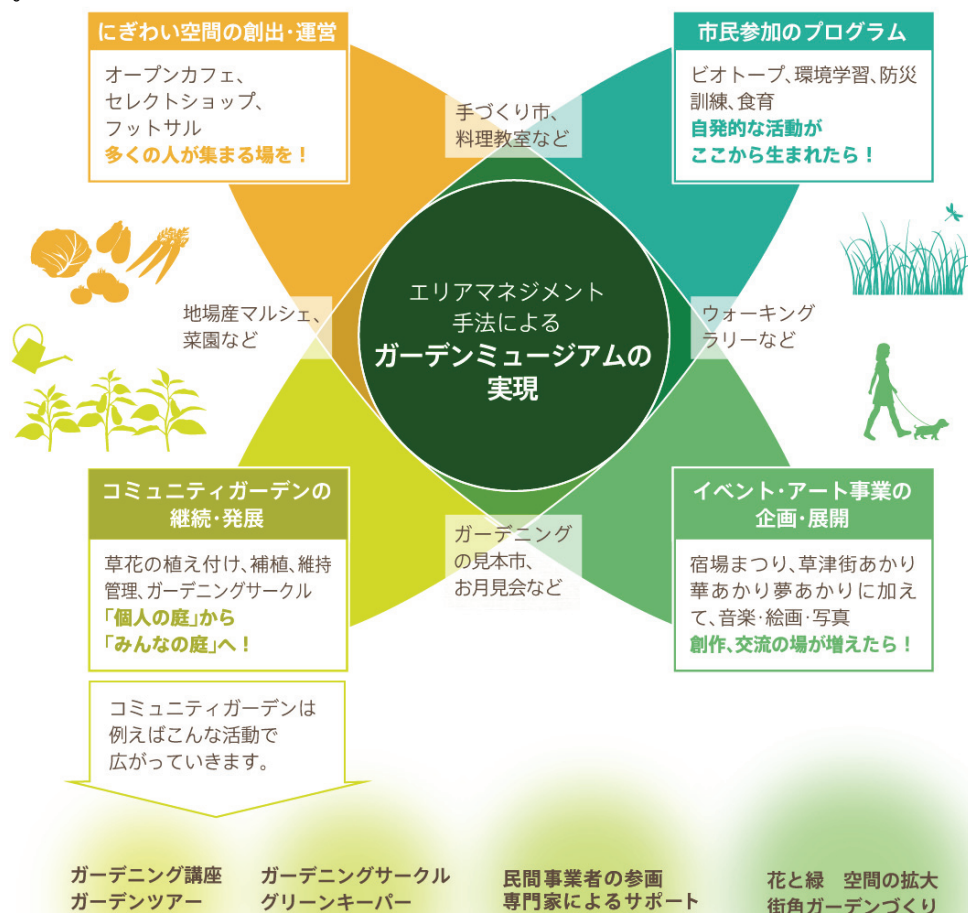 にぎわい空間の創出・運営
オープンカフェ、
セレクトショップ、
フットサル
多くの人が集まる場を！
市民参加のプログラム
ビオトープ、環境学習、防災
訓練、食育
自発的な活動が
ここから生まれたら！
手づくり市、
料理教室など
エリアマネジメント
手法による
ガーデンミュージアムの
実現
地場産マルシェ、
菜園など
ウォーキング
ラリーなど
コミュニティガーデンの
継続・発展
草花の植え付け、補植、維持
管理、ガーデニングサークル
「個人の庭」から
「みんなの庭」へ！
ガーデニング
の見本市、
お月見会など
イベント・アート事業の
企画・展開
宿場まつり、草津街あかり
華あかり夢あかりに加え
て、音楽・絵画・写真
創作、交流の場が増えたら！
コミュニティガーデンは
例えばこんな活動で
広がっていきます。
ガーデニング講座
ガーデンツアー
ガーデニングサークル
グリーンキーパー
民間事業者の参画
専門家によるサポート
花と緑　空間の拡大
街角ガーデンづくり